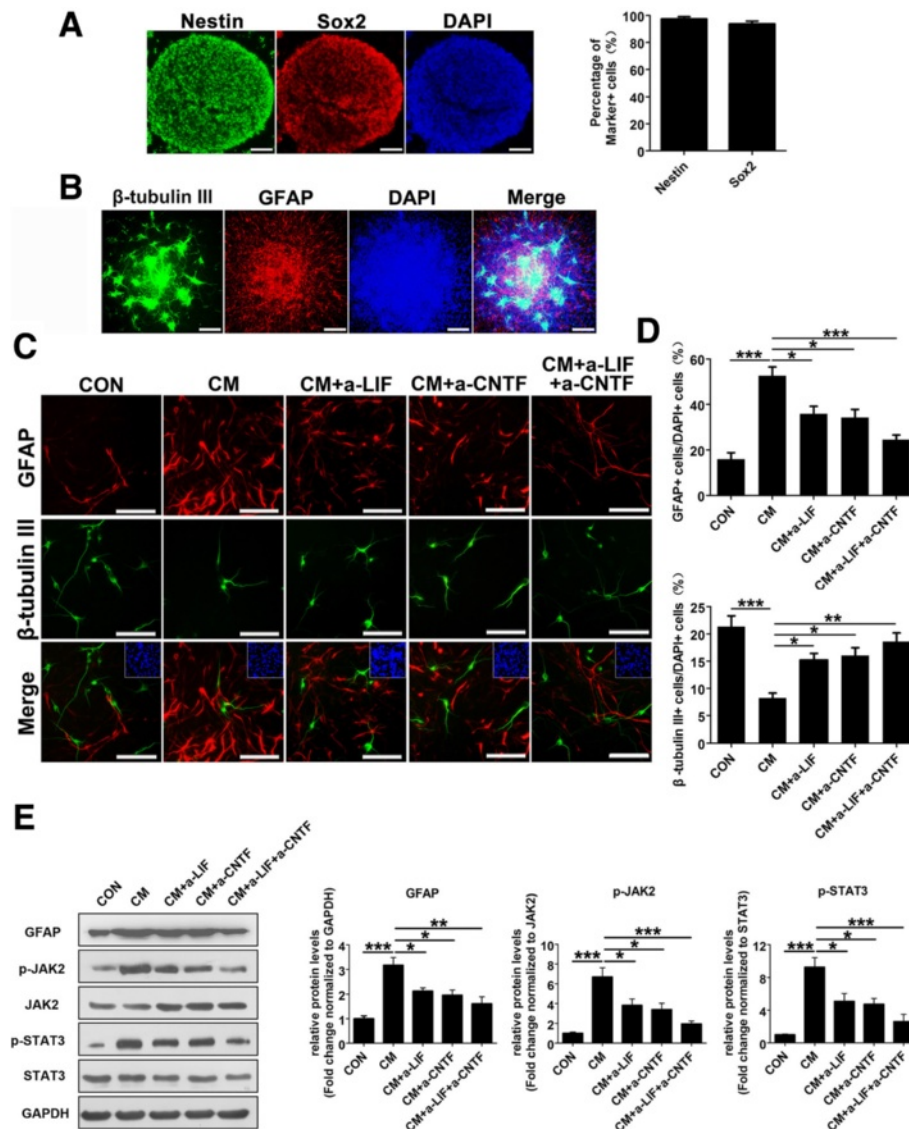 A
Nestin Sox2 DAPI
Percentage of
Marker+ cells (%)
100
80
60
40
20
0
Nestin Sox2
B
β-tubulin III GFAP DAPI Merge
C
CON CM CM+a-LIF CM+a-CNTF CM+a-LIF
+a-CNTF
GFAP
β-tubulin III
Merge
D
GFAP+ cells/DAPI+ cells (%)
60
40
20
0
***
*
*
***
CON CM CM+a-LIF CM+a-CNTF CM+a-LIF+a-CNTF
β-tubulin III+ cells/DAPI+ cells (%)
25
20
15
10
5
0
**
*
*
***
CON CM CM+a-LIF CM+a-CNTF CM+a-LIF+a-CNTF
E
CON CM CM+a-LIF CM+a-CNTF CM+a-LIF+a-CNTF
GFAP
p-JAK2
JAK2
p-STAT3
STAT3
GAPDH
GFAP
relative protein levels
(Fold change normalized to GAPDH)
4
3
2
1
0
**
*
*
***
CON CM CM+a-LIF CM+a-CNTF CM+a-LIF+a-CNTF
p-JAK2
relative protein levels
(Fold change normalized to JAK2)
10
8
6
4
2
0
***
*
*
***
CON CM CM+a-LIF CM+a-CNTF CM+a-LIF+a-CNTF
p-STAT3
relative protein levels
(Fold change normalized to STAT3)
12
8
4
0
***
*
*
***
CON CM CM+a-LIF CM+a-CNTF CM+a-LIF+a-CNTF